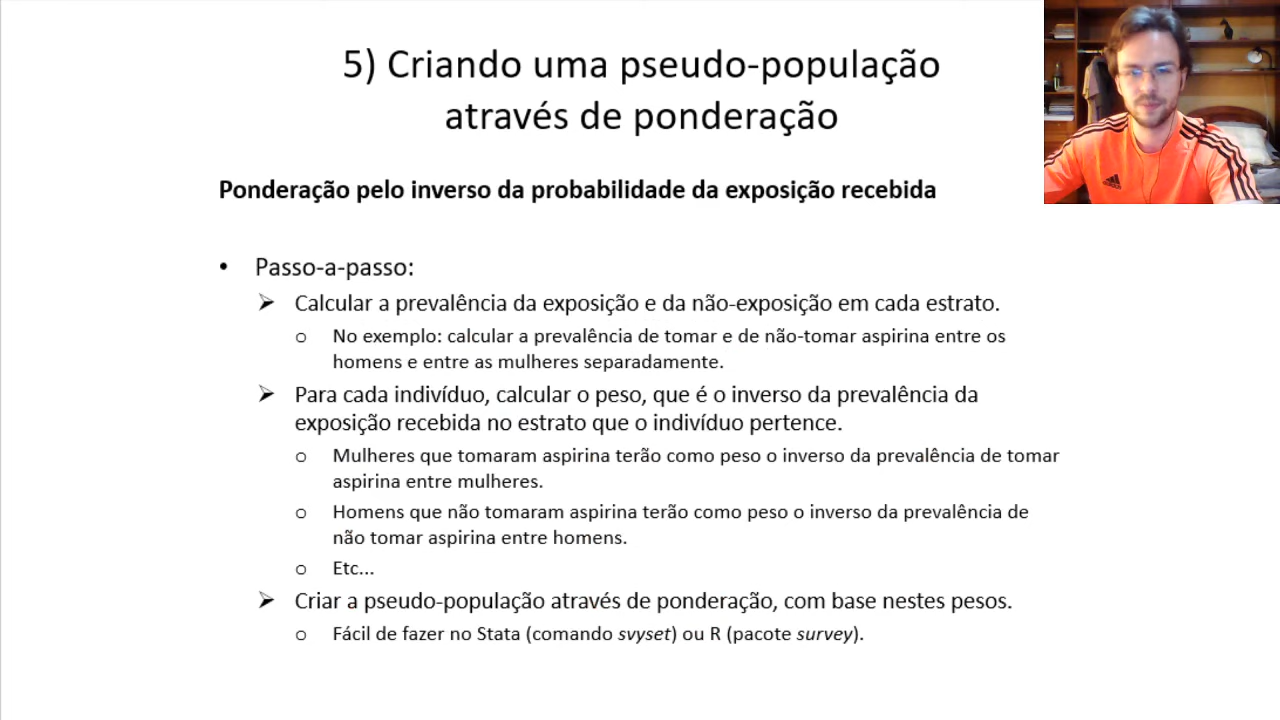 5) Criando uma pseudo-população
através de ponderação
Ponderação pelo inverso da probabilidade da exposição recebida
• Passo-a-passo:
➢ Calcular a prevalência da exposição e da não-exposição em cada estrato.
o No exemplo: calcular a prevalência de tomar e de não-tomar aspirina entre os
homens e entre as mulheres separadamente.
➢ Para cada indivíduo, calcular o peso, que é o inverso da prevalência da
exposição recebida no estrato que o indivíduo pertence.
o Mulheres que tomaram aspirina terão como peso o inverso da prevalência de tomar
aspirina entre mulheres.
o Homens que não tomaram aspirina terão como peso o inverso da prevalência de
não tomar aspirina entre homens.
o Etc...
➢ Criar a pseudo-população através de ponderação, com base nestes pesos.
o Fácil de fazer no Stata (comando svyset) ou R (pacote survey).
adidas